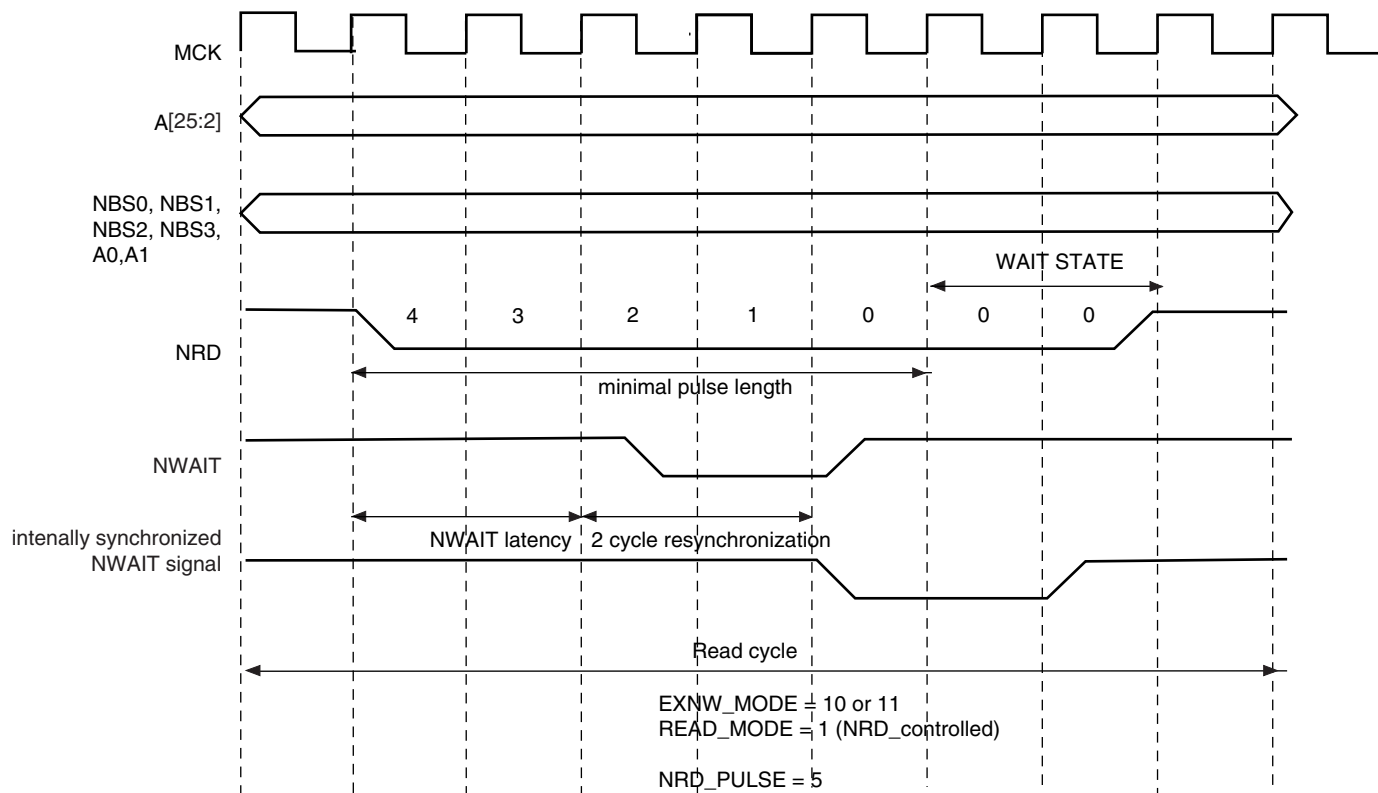 MCK
A[25:2]
NBS0, NBS1,
NBS2, NBS3,
A0,A1
WAIT STATE
4 3 2 1 0 0 0
NRD
minimal pulse length
NWAIT
intenally synchronized
NWAIT signal
NWAIT latency 2 cycle resynchronization
Read cycle
EXNW_MODE = 10 or 11
READ_MODE = 1 (NRD_controlled)
NRD_PULSE = 5